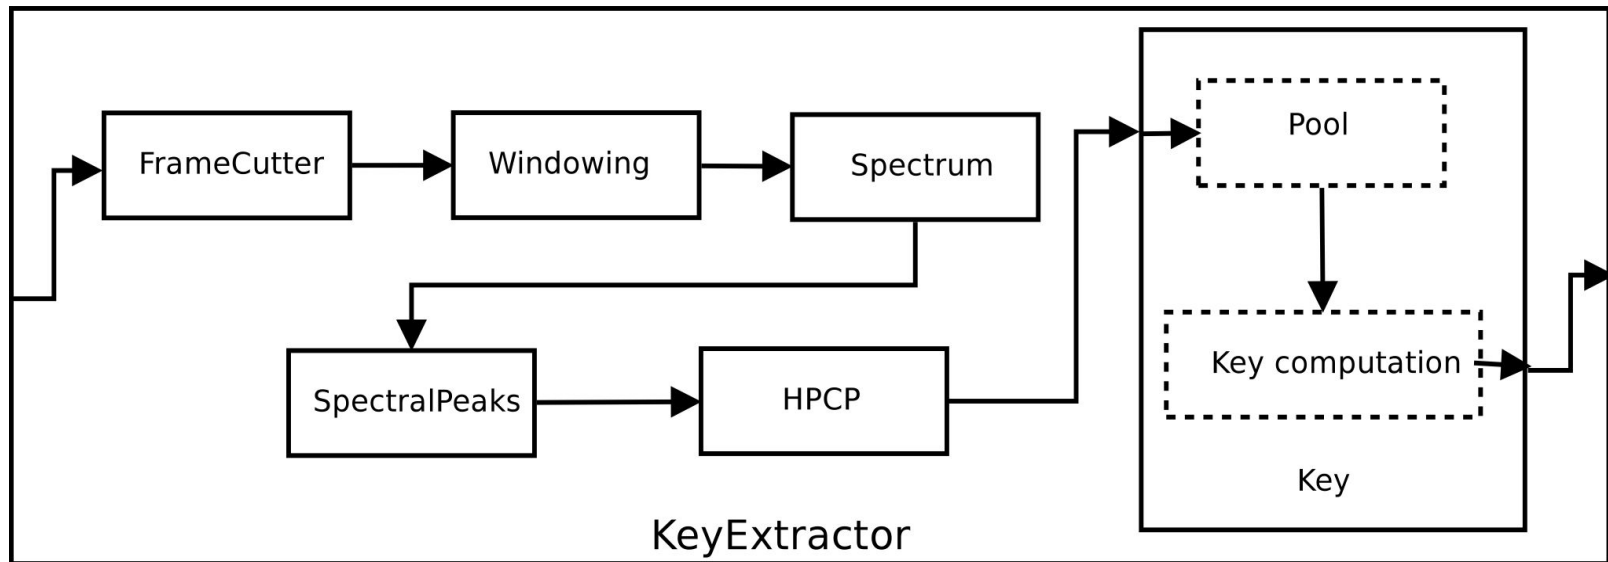 FrameCutter
Windowing
Spectrum
Pool
SpectralPeaks
HPCP
Key computation
Key
KeyExtractor